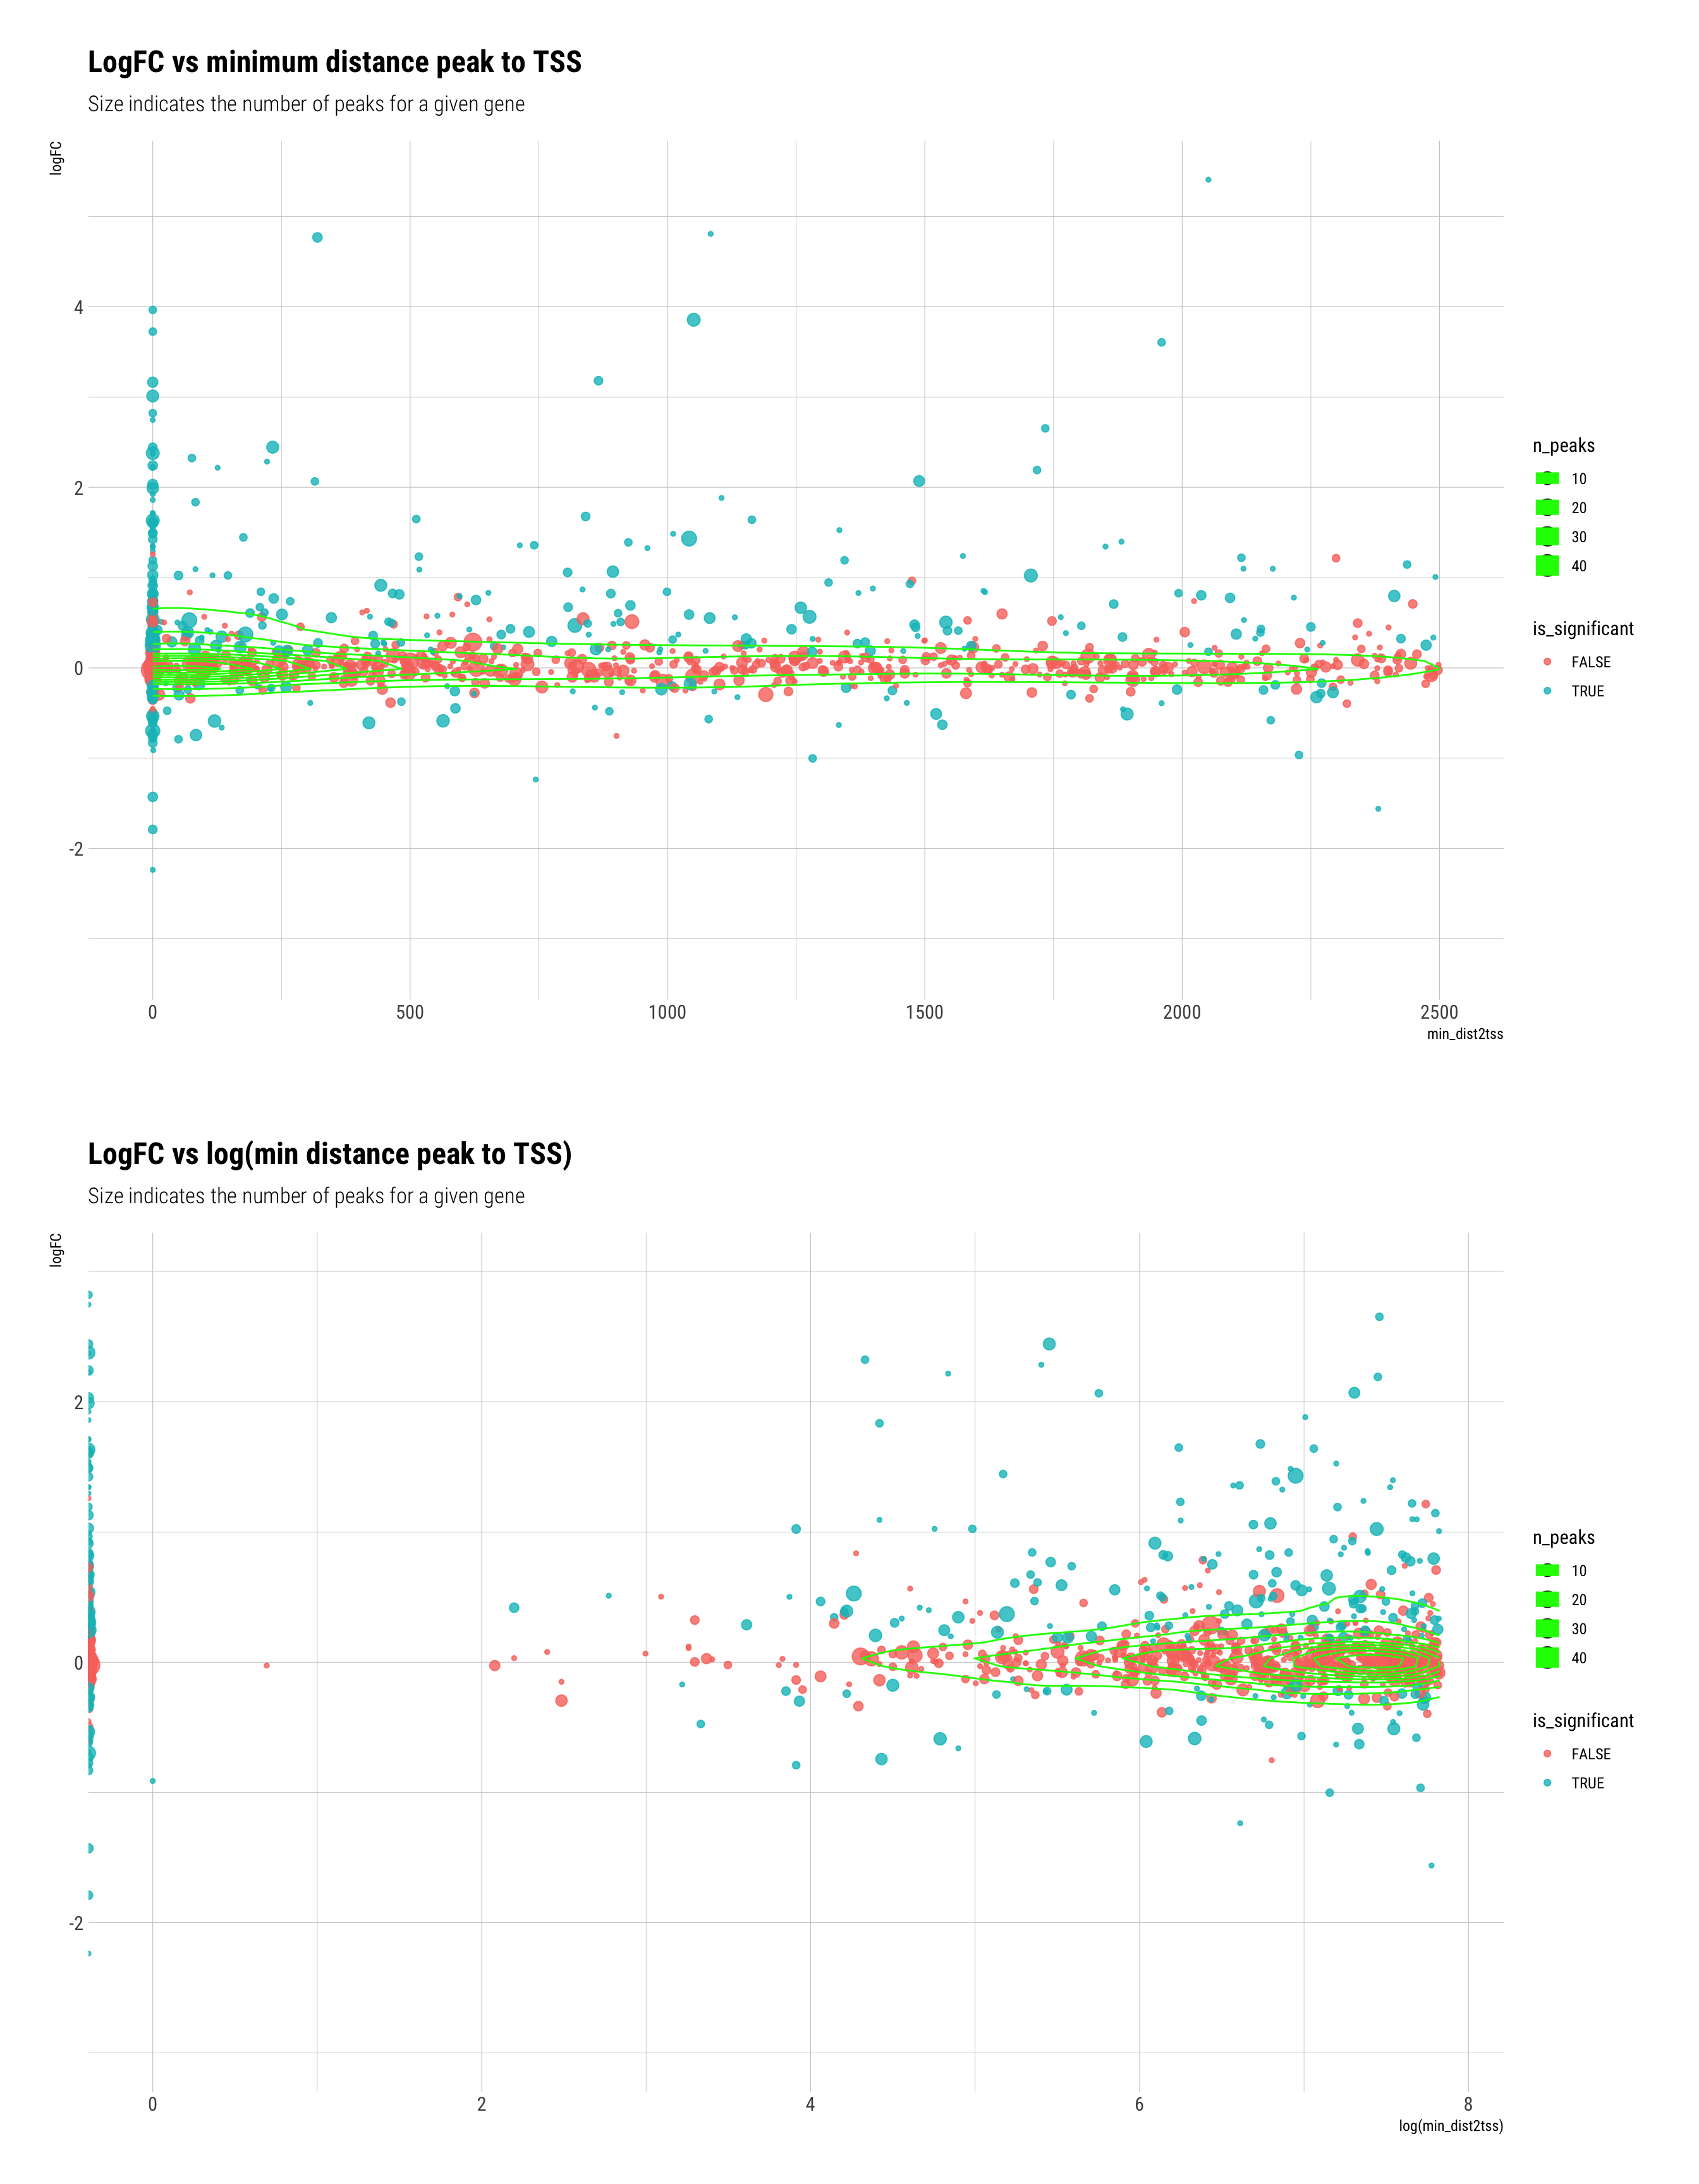 LogFC vs minimum distance peak to TSS
Size indicates the number of peaks for a given gene
logFC
4
2
0
-2
0 500 1000 1500 2000 2500
min_dist2tss
n_peaks
10
20
30
40
is_significant
FALSE
TRUE
LogFC vs log(min distance peak to TSS)
Size indicates the number of peaks for a given gene
logFC
2
0
-2
0 2 4 6 8
log(min_dist2tss)
n_peaks
10
20
30
40
is_significant
FALSE
TRUE